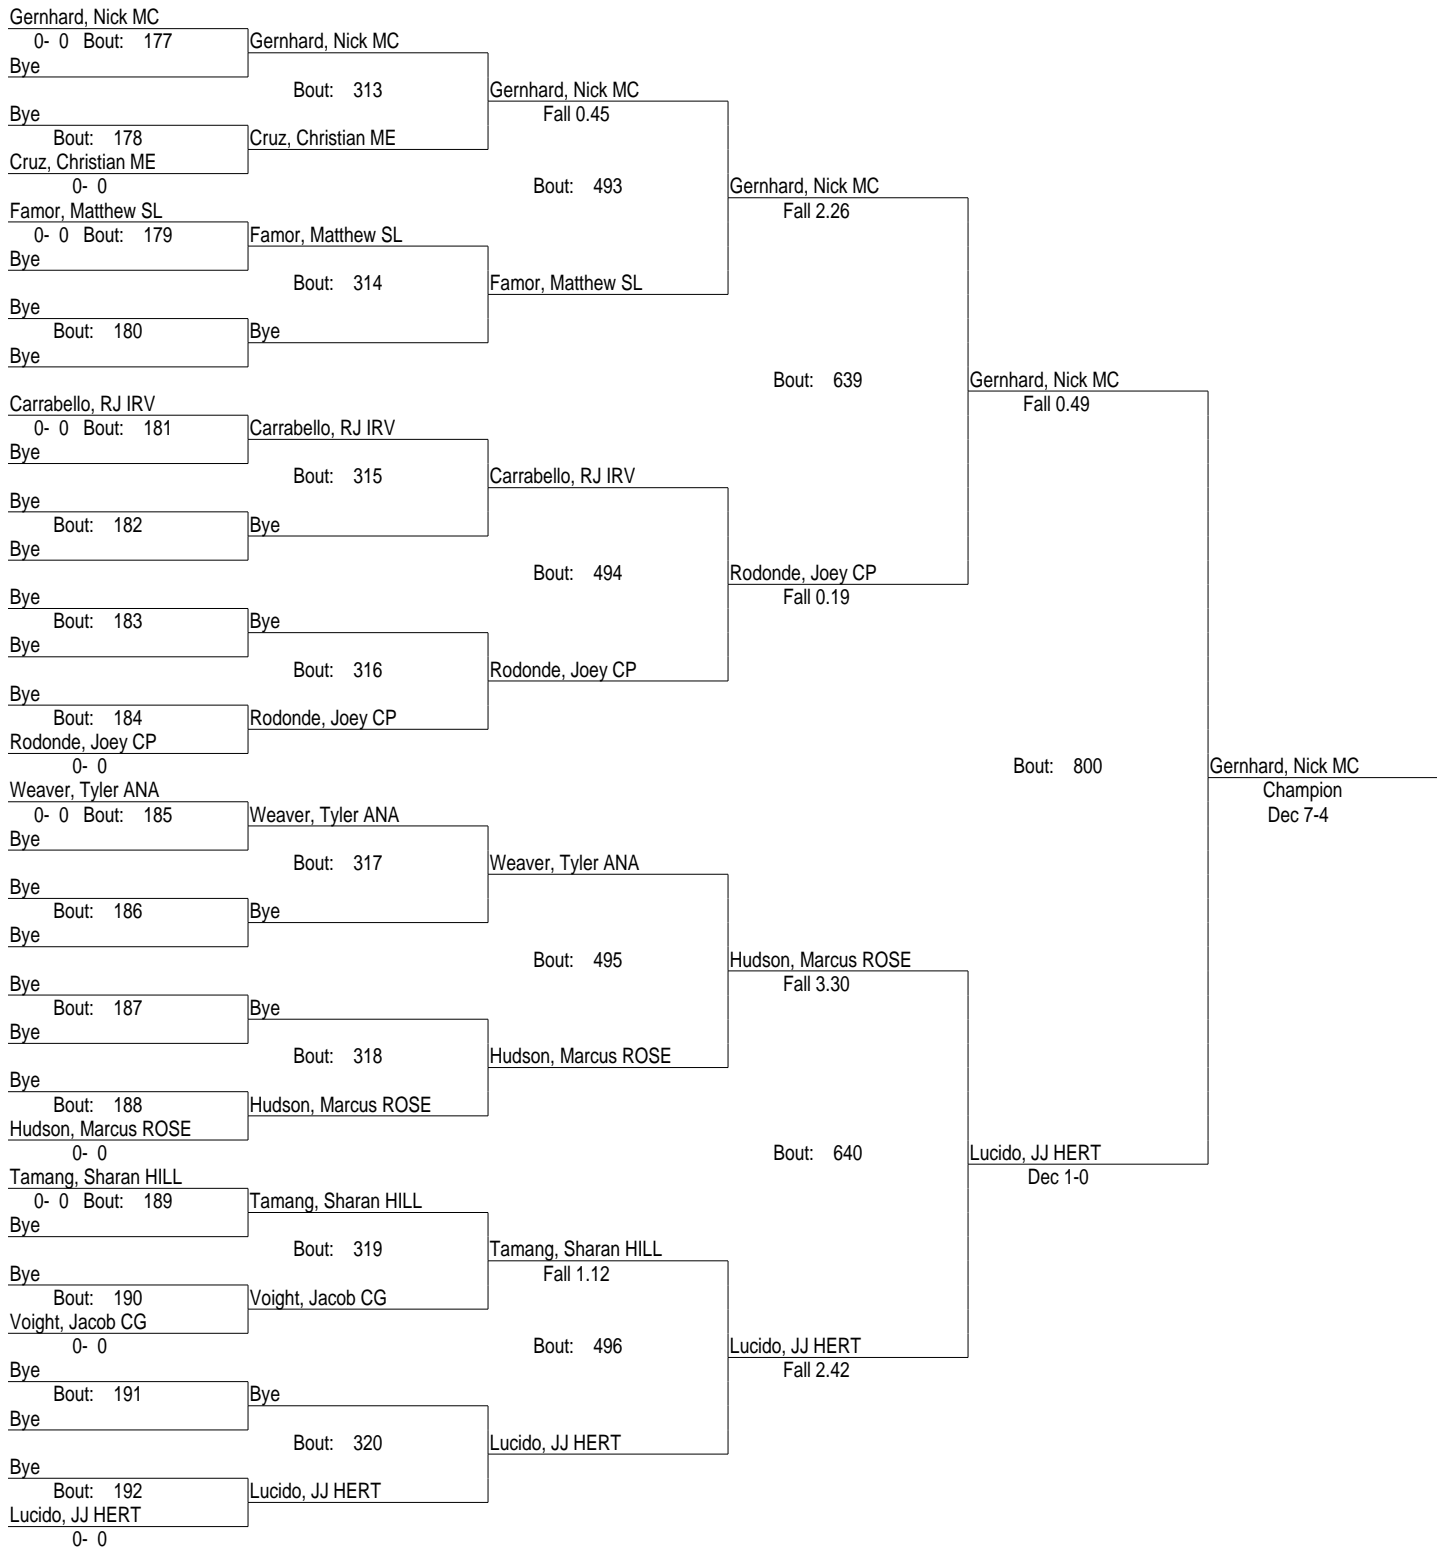 Gernhard, Nick MC
0- 0 Bout: 177 Gernhard, Nick MC
Bye
Bout: 313 Gernhard, Nick MC
Bye Fall 0.45
Bout: 178 Cruz, Christian ME
Cruz, Christian ME
0- 0 Bout: 493 Gernhard, Nick MC
Famor, Matthew SL Fall 2.26
0- 0 Bout: 179 Famor, Matthew SL
Bye
Bout: 314 Famor, Matthew SL
Bye
Bout: 180 Bye
Bye
Bout: 639 Gernhard, Nick MC
Carrabello, RJ IRV Fall 0.49
0- 0 Bout: 181 Carrabello, RJ IRV
Bye
Bout: 315 Carrabello, RJ IRV
Bye
Bout: 182 Bye
Bye
Bout: 494 Rodonde, Joey CP
Bye Fall 0.19
Bout: 183 Bye
Bye
Bout: 316 Rodonde, Joey CP
Bye
Bout: 184 Rodonde, Joey CP
Rodonde, Joey CP
0- 0 Bout: 800 Gernhard, Nick MC
Weaver, Tyler ANA Champion
0- 0 Bout: 185 Weaver, Tyler ANA Dec 7-4
Bye
Bout: 317 Weaver, Tyler ANA
Bye
Bout: 186 Bye
Bye
Bout: 495 Hudson, Marcus ROSE
Bye Fall 3.30
Bout: 187 Bye
Bye
Bout: 318 Hudson, Marcus ROSE
Bye
Bout: 188 Hudson, Marcus ROSE
Hudson, Marcus ROSE
0- 0 Bout: 640 Lucido, JJ HERT
Tamang, Sharan HILL Dec 1-0
0- 0 Bout: 189 Tamang, Sharan HILL
Bye
Bout: 319 Tamang, Sharan HILL
Bye Fall 1.12
Bout: 190 Voight, Jacob CG
Voight, Jacob CG
0- 0 Bout: 496 Lucido, JJ HERT
Bye Fall 2.42
Bout: 191 Bye
Bye
Bout: 320 Lucido, JJ HERT
Bye
Bout: 192 Lucido, JJ HERT
Lucido, JJ HERT
0- 0